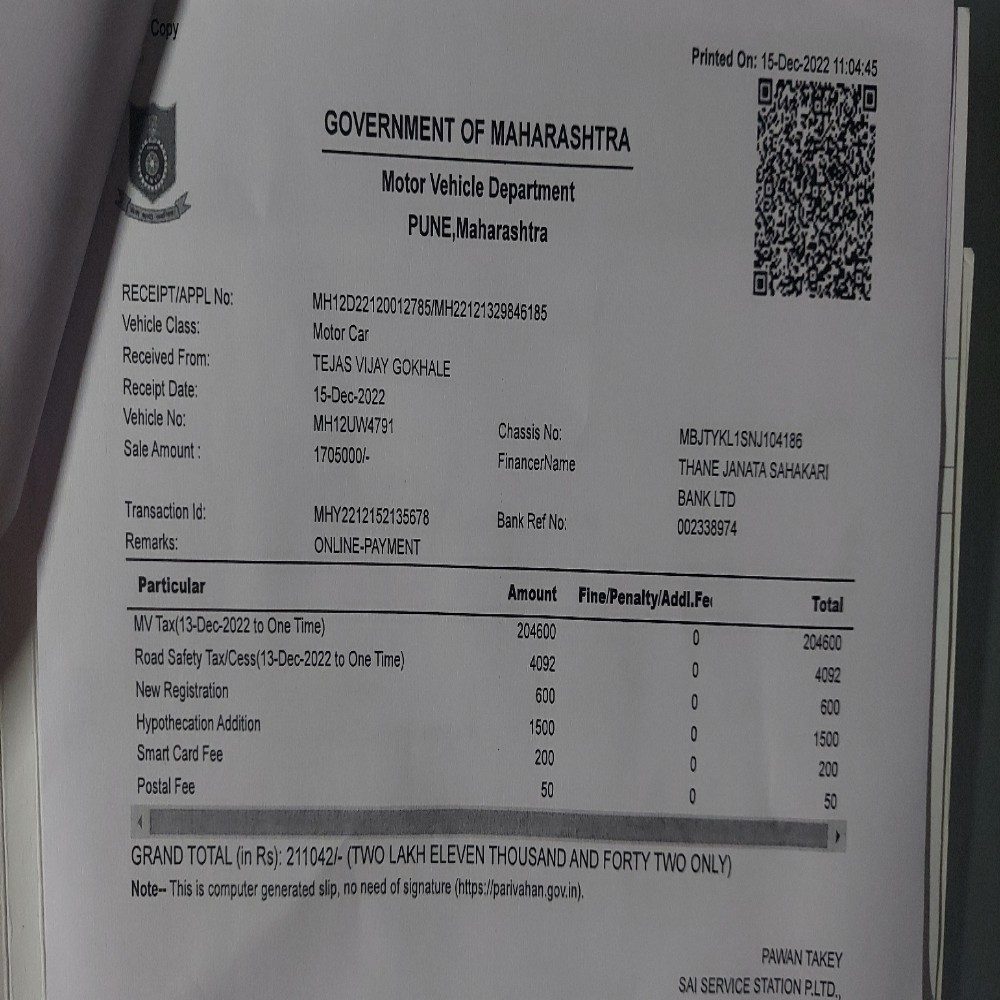 Copy
Printed On: 15-Dec-2022 11:04:45
GOVERNMENT OF MAHARASHTRA
Motor Vehicle Department
PUNE,Maharashtra
RECEIPT/APPL No: MH12D22120012785/MH22121329846185
Vehicle Class: Motor Car
Received From: TEJAS VIJAY GOKHALE
Receipt Date: 15-Dec-2022
Vehicle No: MH12UW4791 Chassis No: MBJTYKL1SNJ104186
Sale Amount : 1705000/- FinancerName THANE JANATA SAHAKARI
BANK LTD
Transaction Id: MHY2212152135678 Bank Ref No: 002338974
Remarks: ONLINE-PAYMENT
Particular Amount Fine/Penalty/Addl.Fe Total
MV Tax(13-Dec-2022 to One Time) 204600 0 204600
Road Safety Tax/Cess(13-Dec-2022 to One Time) 4092 0 4092
New Registration 600 0 600
Hypothecation Addition 1500 0 1500
Smart Card Fee 200 0 200
Postal Fee 50 0 50
GRAND TOTAL (in Rs): 211042/- (TWO LAKH ELEVEN THOUSAND AND FORTY TWO ONLY)
Note-- This is computer generated slip, no need of signature (https://parivahan.gov.in).
PAWAN TAKEY
SAI SERVICE STATION P.LTD.,